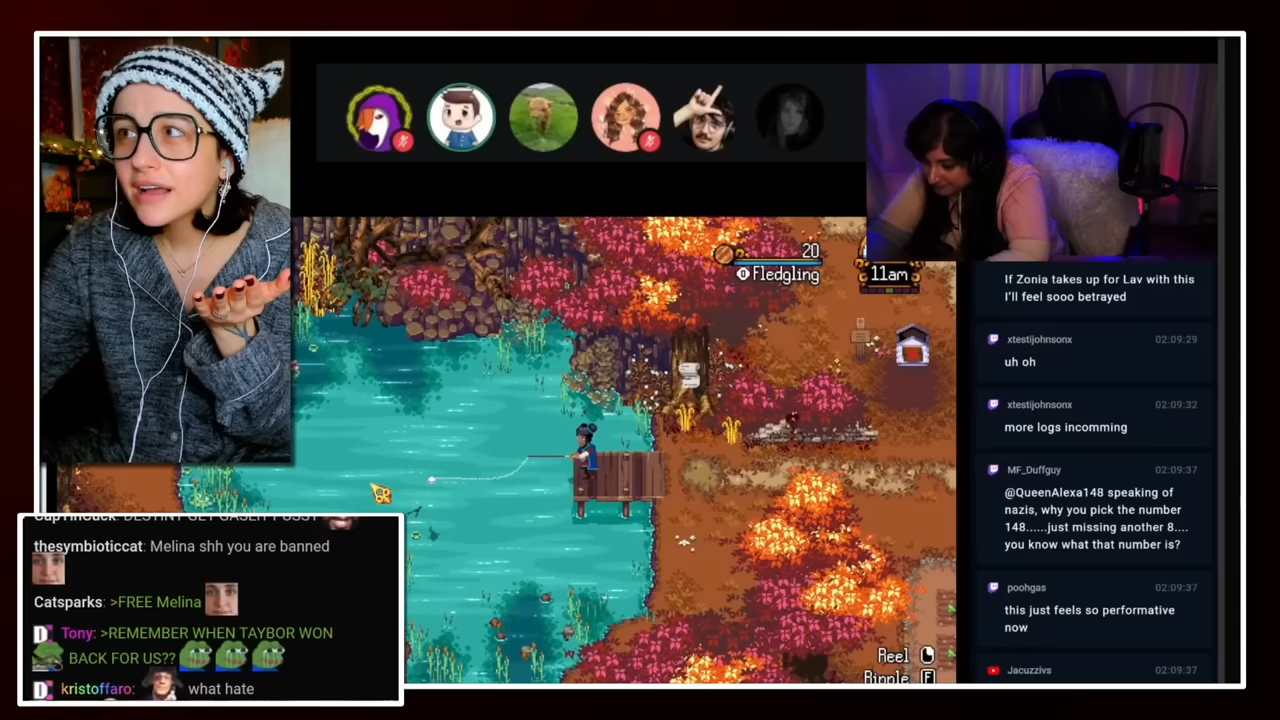 20
Fledgling
11am
If Zonia takes up for Lav with this
I'll feel sooo betrayed
xtestijohnsonx 02:09:29
uh oh
xtestijohnsonx 02:09:32
more logs incomming
MF_Duffguy 02:09:37
@QueenAlexa148 speaking of
nazis, why you pick the number
148......just missing another 8....
you know what that number is?
poohgas 02:09:37
this just feels so performative
now
Jacuzzivs 02:09:37
Reel
Ripple F
thesymbioticcat: Melina shh you are banned
Catsparks: >FREE Melina
D Tony: >REMEMBER WHEN TAYBOR WON
BACK FOR US??
D kristoffaro: what hate